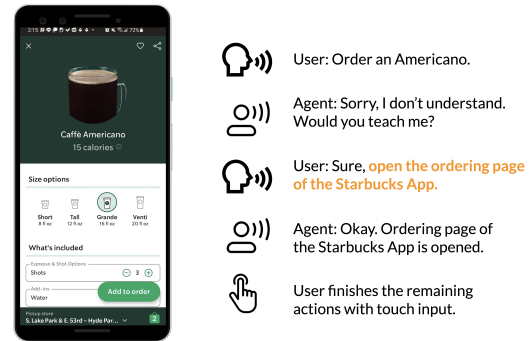 2:15
72%
Caffè Americano
15 calories
Size options
Short
8 fl oz
Tall
12 fl oz
Grande
16 fl oz
Venti
20 fl oz
What's included
Espresso & Shot Options
Shots
3
Add-ins
Water
Add to order
Pickup store
S. Lake Park & E. 53rd – Hyde Par...
2
User: Order an Americano.
Agent: Sorry, I don't understand.
Would you teach me?
User: Sure, open the ordering page
of the Starbucks App.
Agent: Okay. Ordering page of
the Starbucks App is opened.
User finishes the remaining
actions with touch input.